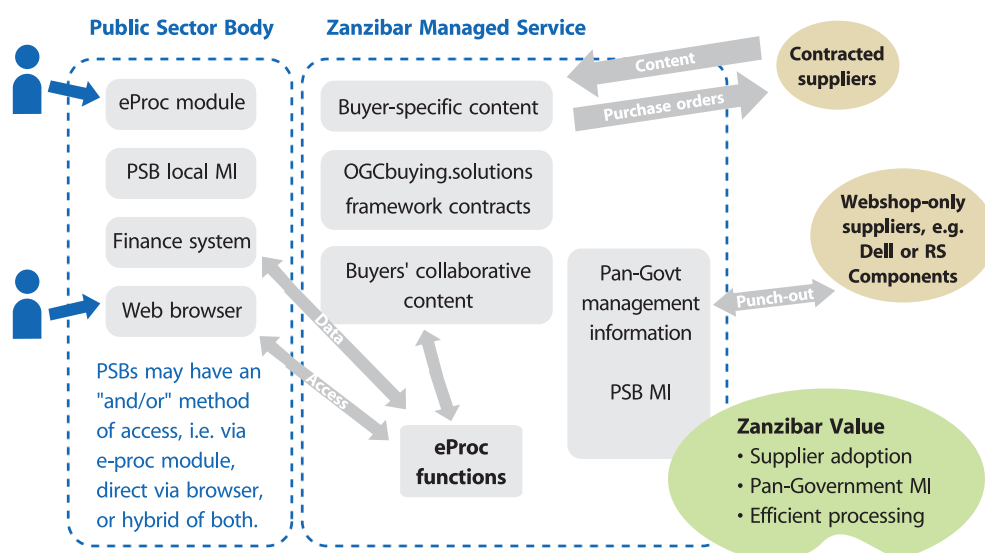 Public Sector Body
eProc module
PSB local MI
Finance system
Web browser
PSBs may have an
"and/or" method
of access, i.e. via
e-proc module,
direct via browser,
or hybrid of both.
Zanzibar Managed Service
Buyer-specific content
OGCbuying.solutions
framework contracts
Buyers' collaborative
content
Pan-Govt
management
information
PSB MI
Data
Access
eProc
functions
Content
Purchase orders
Contracted
suppliers
Punch-out
Webshop-only
suppliers, e.g.
Dell or RS
Components
Zanzibar Value
• Supplier adoption
• Pan-Government MI
• Efficient processing